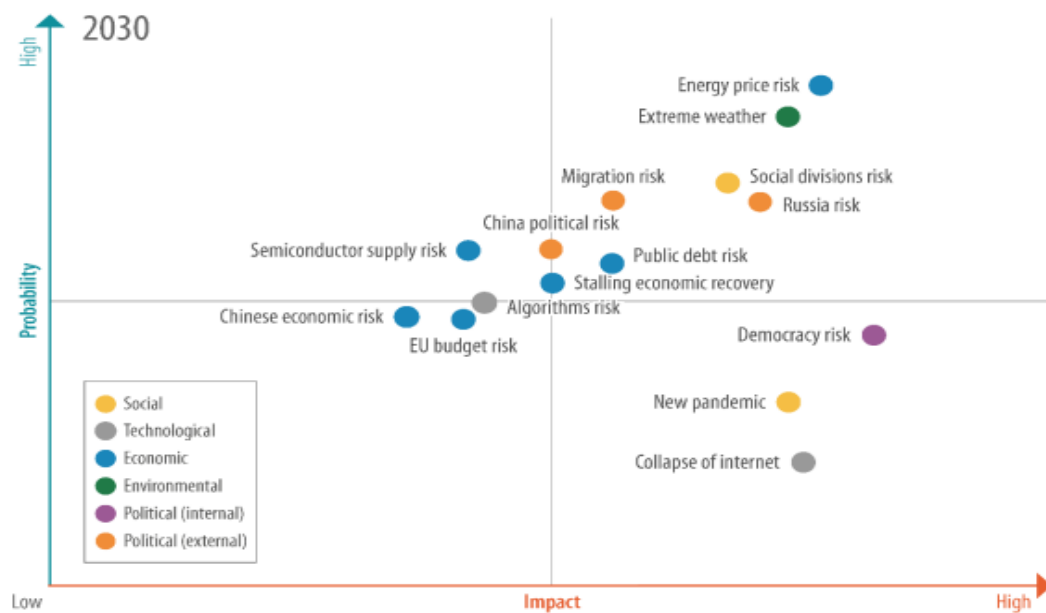 2030
High
Energy price risk
Extreme weather
Migration risk
Social divisions risk
Russia risk
China political risk
Semiconductor supply risk
Public debt risk
Stalling economic recovery
Probability
Algorithms risk
Chinese economic risk
EU budget risk
Democracy risk
New pandemic
Collapse of internet
Social
Technological
Economic
Environmental
Political (internal)
Political (external)
Low
Impact
High